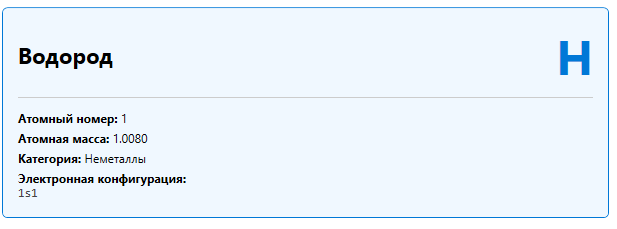 Водород
H
Атомный номер: 1
Атомная масса: 1.0080
Категория: Неметаллы
Электронная конфигурация:
1s1